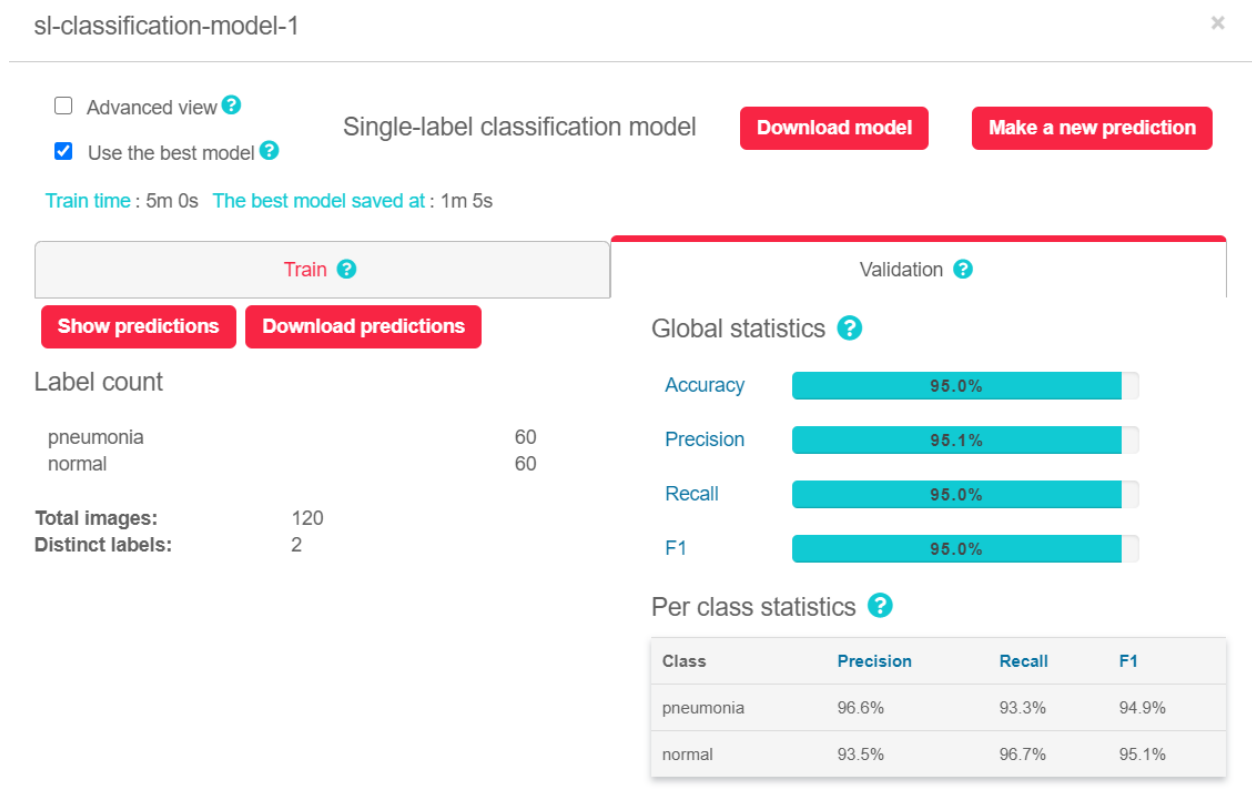 sl-classification-model-1 ×
Advanced view ?
Use the best model ?
Single-label classification model
Download model
Make a new prediction
Train time : 5m 0s The best model saved at : 1m 5s
Train ?
Validation ?
Show predictions
Download predictions
Label count
pneumonia 60
normal 60
Total images: 120
Distinct labels: 2
Global statistics ?
Accuracy 95.0%
Precision 95.1%
Recall 95.0%
F1 95.0%
Per class statistics ?
Class Precision Recall F1
pneumonia 96.6% 93.3% 94.9%
normal 93.5% 96.7% 95.1%